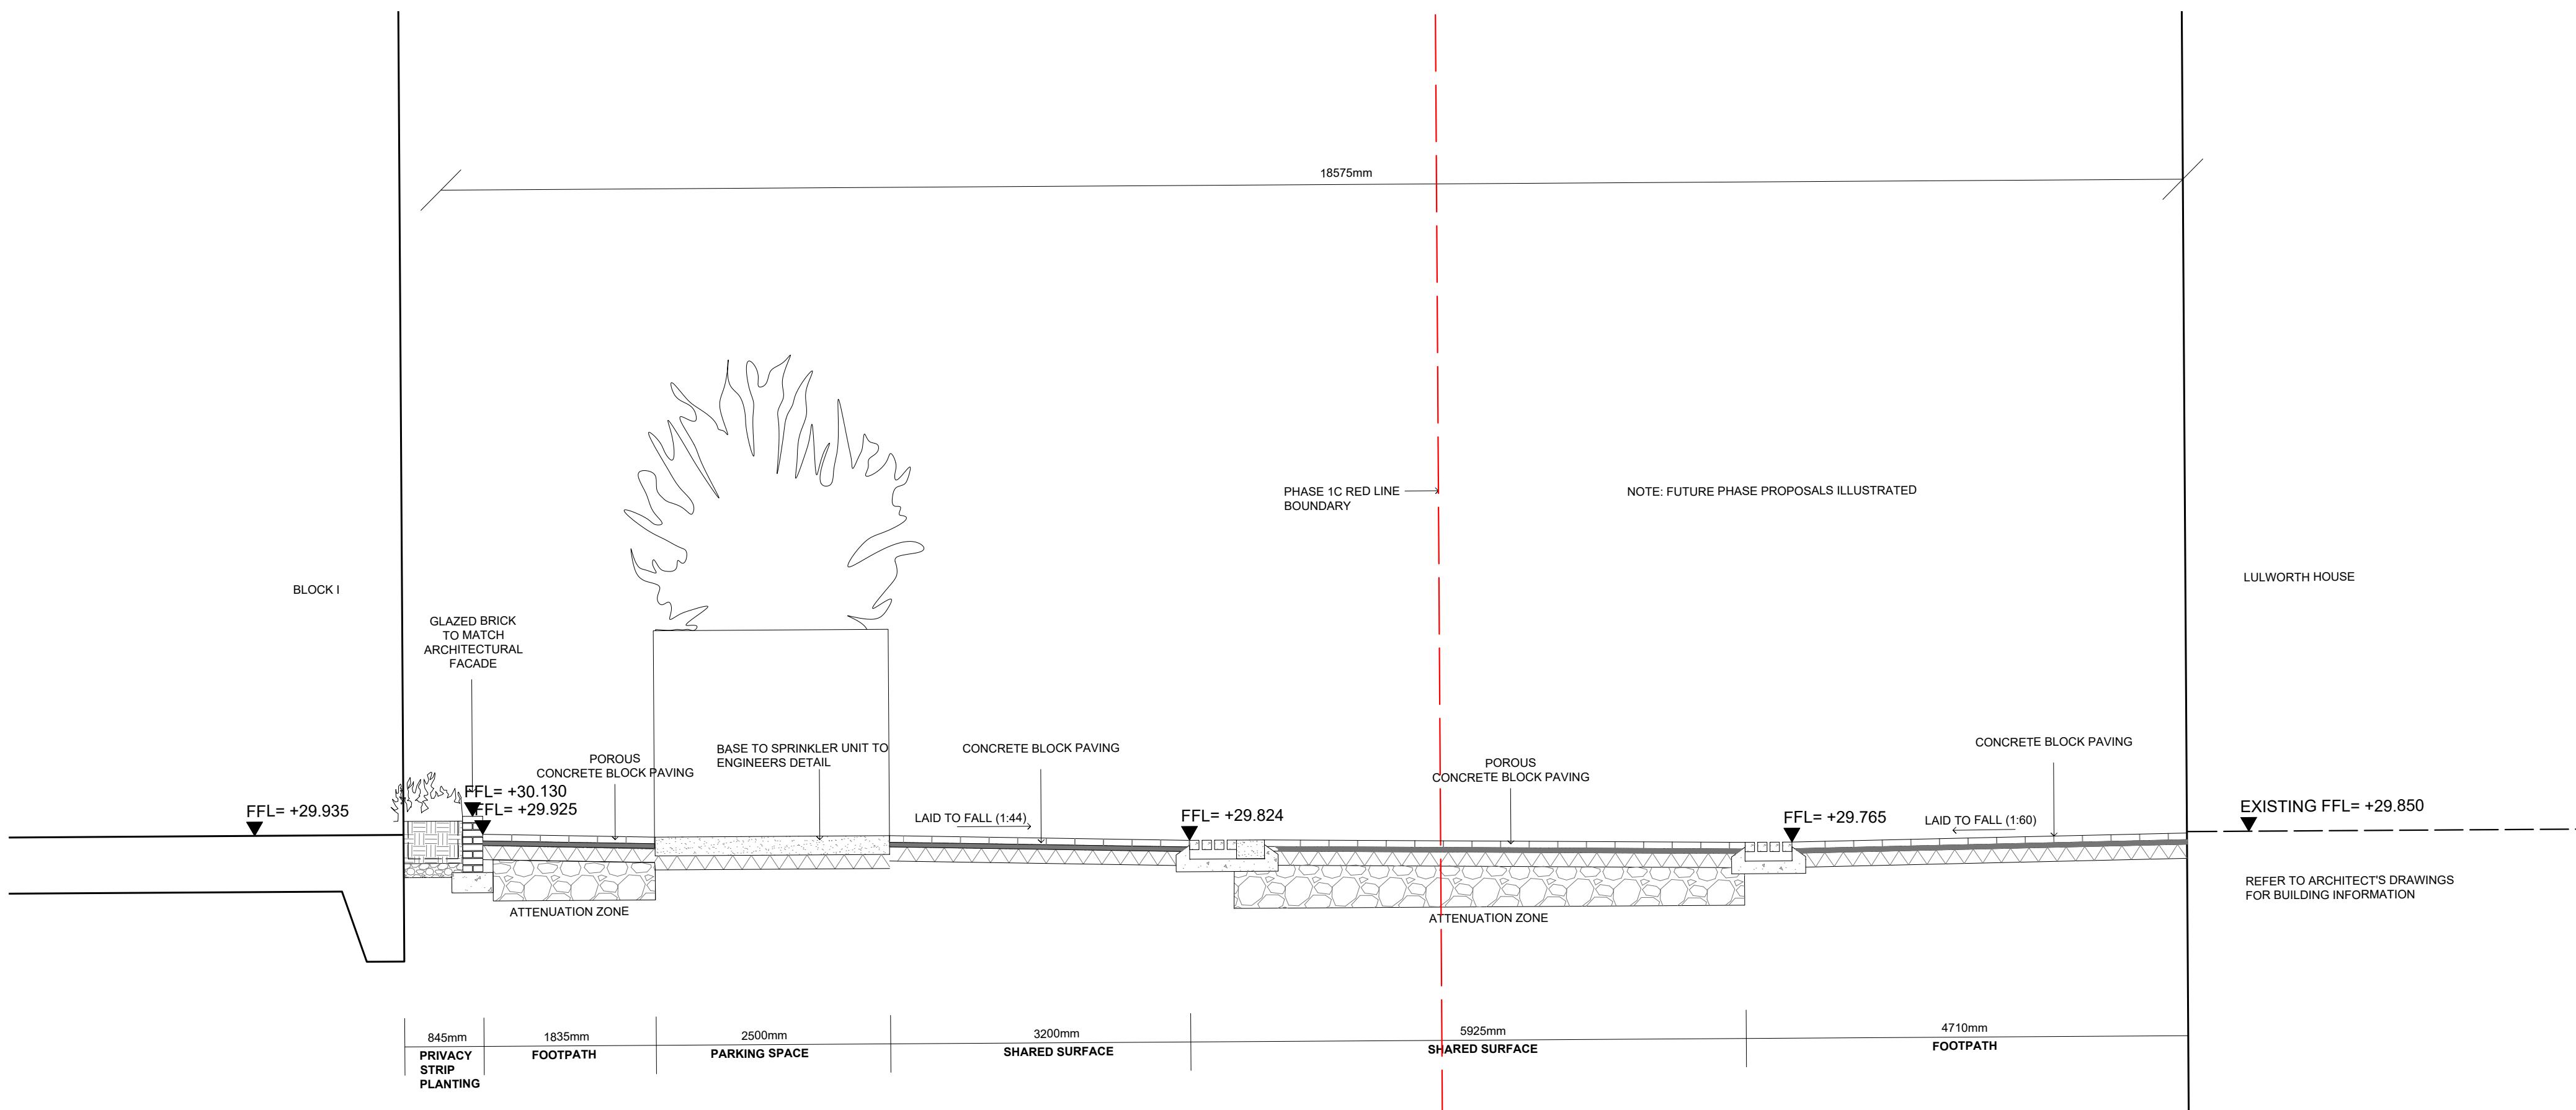 18575mm
PHASE 1C RED LINE
BOUNDARY
NOTE: FUTURE PHASE PROPOSALS ILLUSTRATED
BLOCK I
LULWORTH HOUSE
GLAZED BRICK
TO MATCH
ARCHITECTURAL
FACADE
POROUS
CONCRETE BLOCK PAVING
BASE TO SPRINKLER UNIT TO
ENGINEERS DETAIL
CONCRETE BLOCK PAVING
POROUS
CONCRETE BLOCK PAVING
CONCRETE BLOCK PAVING
FFL= +29.935
FFL= +30.130
FFL= +29.925
LAID TO FALL (1:44)
FFL= +29.824
FFL= +29.765
LAID TO FALL (1:60)
EXISTING FFL= +29.850
REFER TO ARCHITECT'S DRAWINGS
FOR BUILDING INFORMATION
ATTENUATION ZONE
ATTENUATION ZONE
845mm
1835mm
2500mm
3200mm
5925mm
4710mm
PRIVACY
STRIP
PLANTING
FOOTPATH
PARKING SPACE
SHARED SURFACE
SHARED SURFACE
FOOTPATH